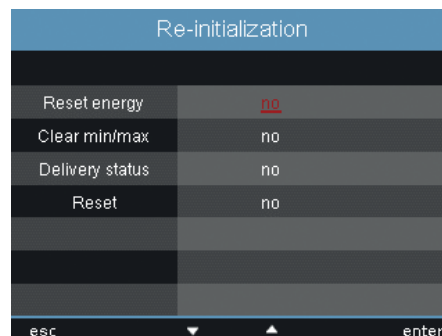 Re-initialization
Reset energy no
Clear min/max no
Delivery status no
Reset no
esc enter